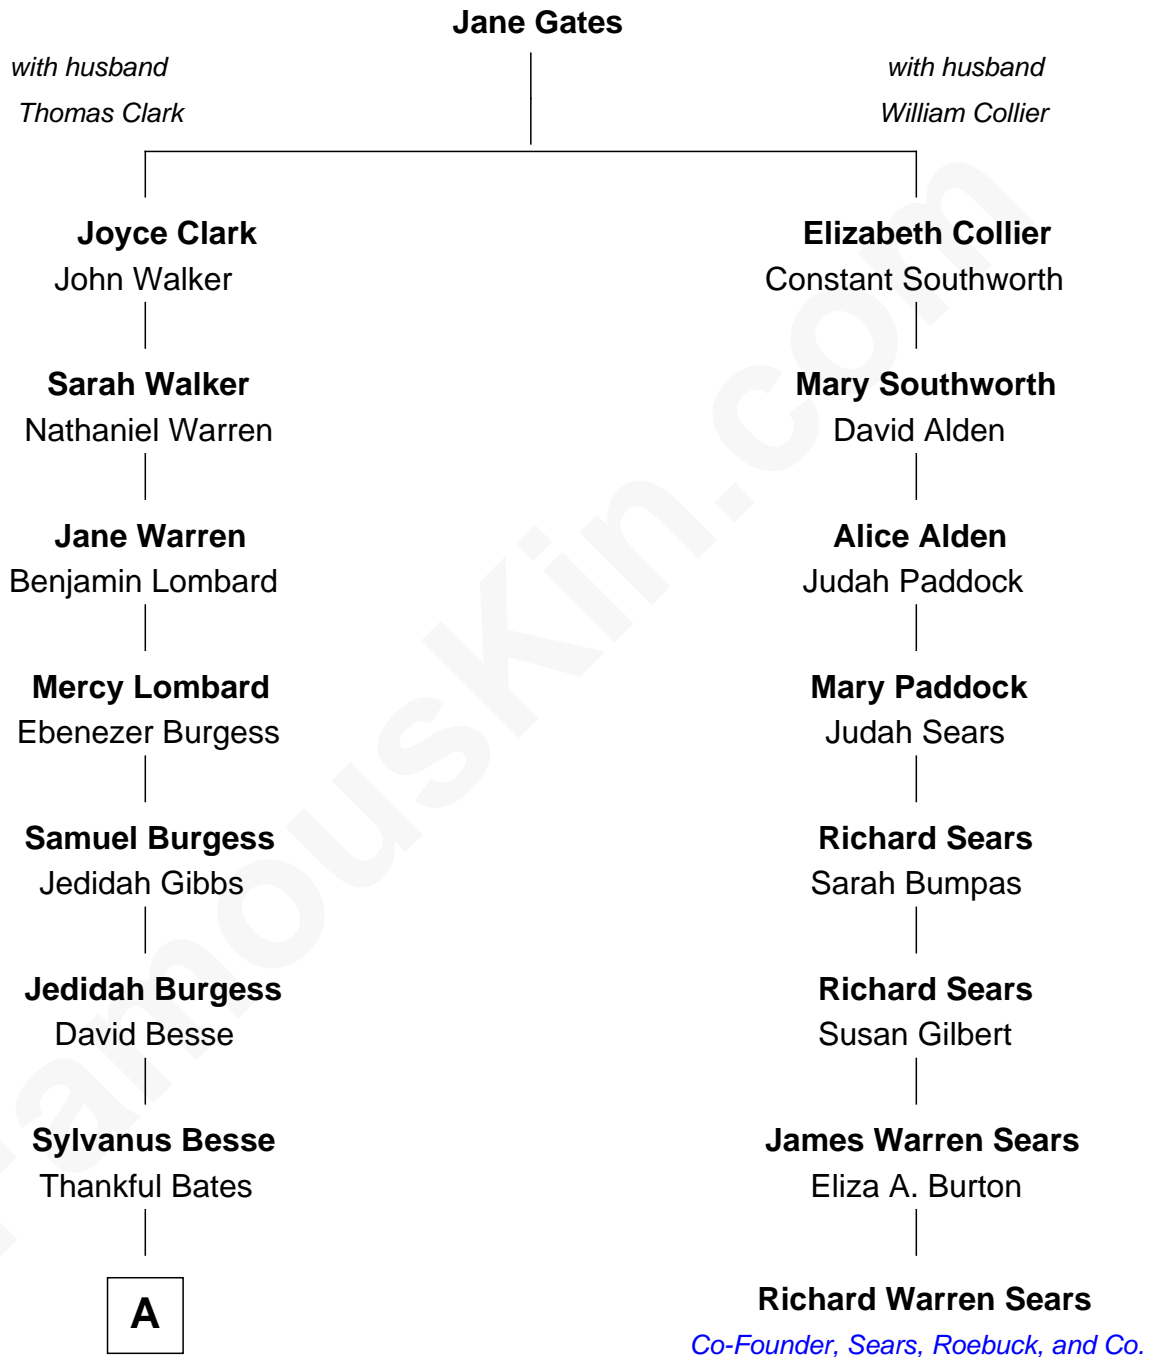 Jane Gates
with husband
Thomas Clark
with husband
William Collier
Joyce Clark
John Walker
Elizabeth Collier
Constant Southworth
Sarah Walker
Nathaniel Warren
Mary Southworth
David Alden
Jane Warren
Benjamin Lombard
Alice Alden
Judah Paddock
Mercy Lombard
Ebenezer Burgess
Mary Paddock
Judah Sears
Samuel Burgess
Jedidah Gibbs
Richard Sears
Sarah Bumpas
Jedidah Burgess
David Besse
Richard Sears
Susan Gilbert
Sylvanus Besse
Thankful Bates
James Warren Sears
Eliza A. Burton
A
Richard Warren Sears
Co-Founder, Sears, Roebuck, and Co.
FamousKin.com